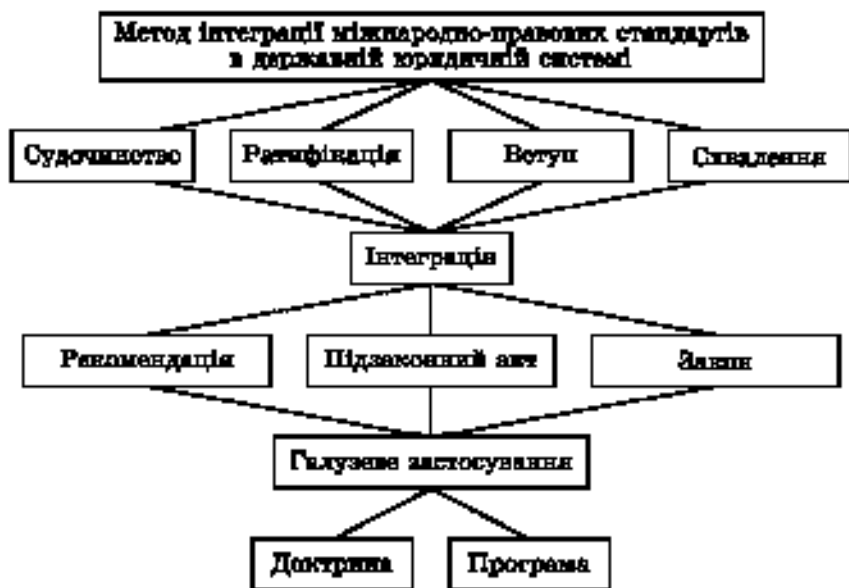 Метод інтеграції міжнародно-правових стандартів
в державній юридичній системі
Судочинство
Ратифікація
Вступ
Схвалення
Інтеграція
Рекомендація
Підзаконний акт
Закон
Галузеве застосування
Доктрина
Програма